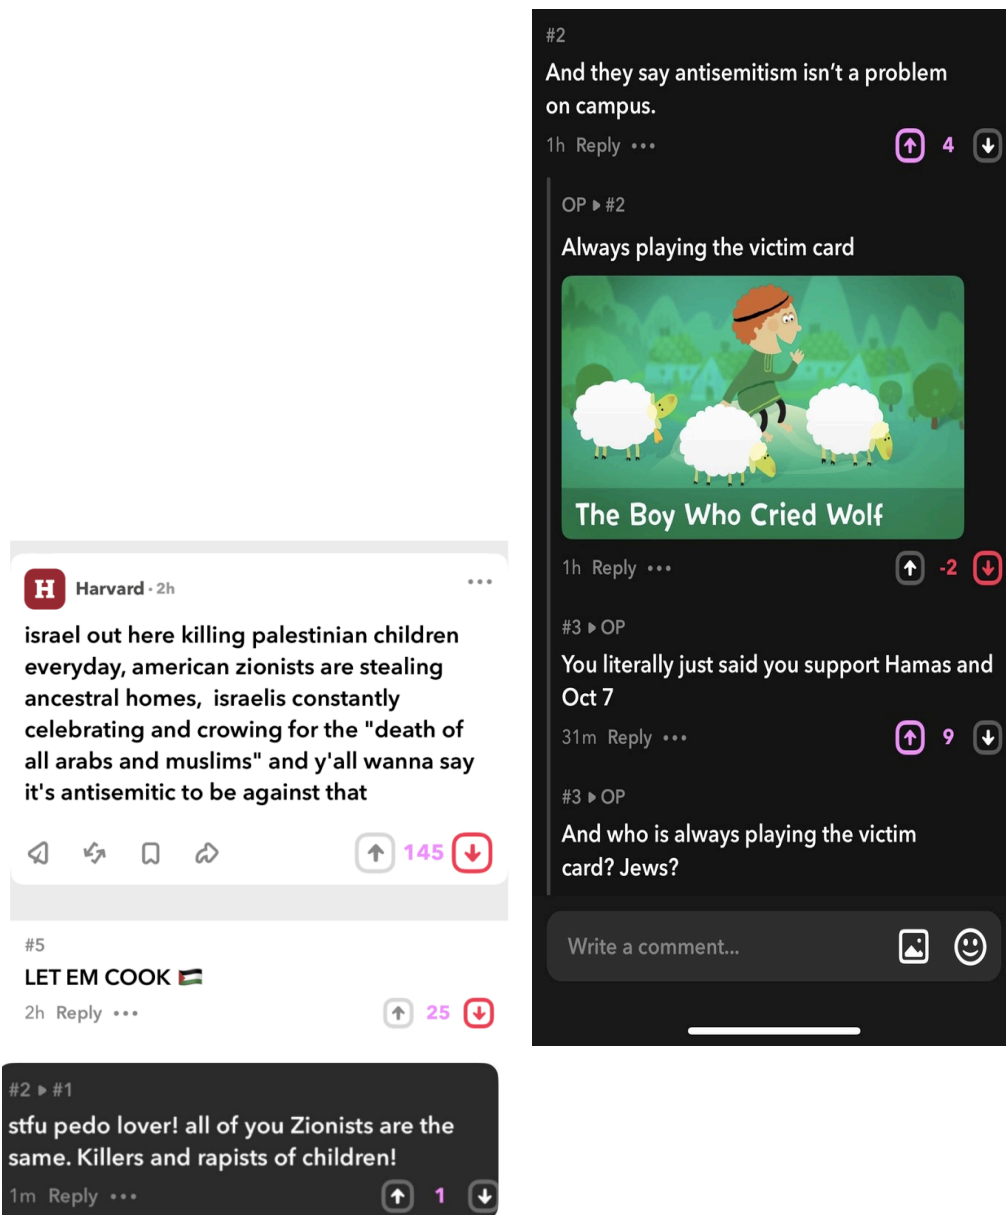 H Harvard · 2h
israel out here killing palestinian children
everyday, american zionists are stealing
ancestral homes, israelis constantly
celebrating and crowing for the "death of
all arabs and muslims" and y'all wanna say
it's antisemitic to be against that
145
#5
LET EM COOK 🇵🇸
2h Reply •••
25
#2 ▸ #1
stfu pedo lover! all of you Zionists are the
same. Killers and rapists of children!
1m Reply •••
1
#2
And they say antisemitism isn't a problem
on campus.
1h Reply •••
4
OP ▸ #2
Always playing the victim card
The Boy Who Cried Wolf
1h Reply •••
-2
#3 ▸ OP
You literally just said you support Hamas and
Oct 7
31m Reply •••
9
#3 ▸ OP
And who is always playing the victim
card? Jews?
Write a comment...